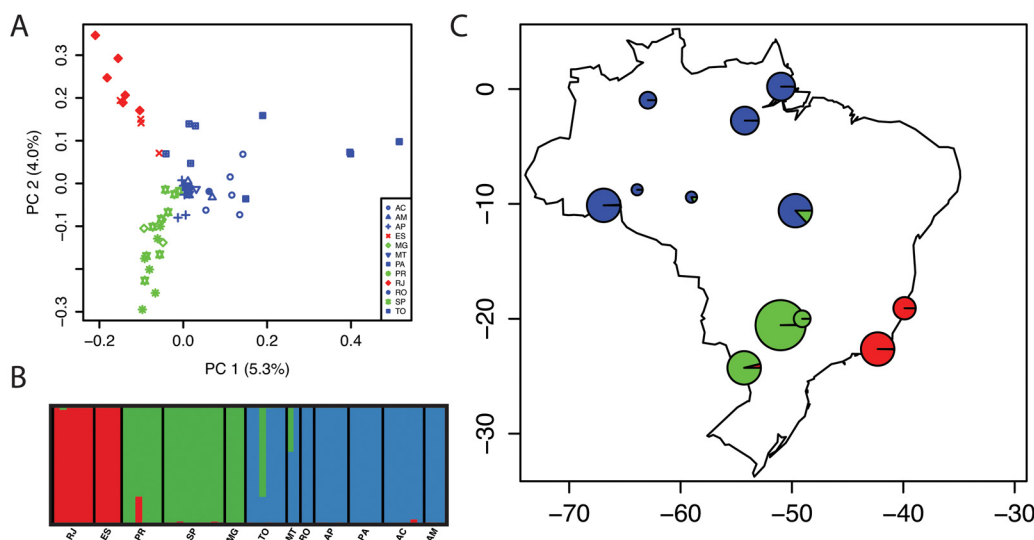 A
PC 2 (4.0%)
0.3
0.2
0.1
0.0
−0.1
−0.3
AC
AM
AP
ES
MG
MT
PA
PR
RJ
RO
SP
TO
−0.2
0.0
0.2
0.4
PC 1 (5.3%)
B
RJ
ES
PR
SP
MG
TO
MT
RO
AP
PA
AC
AM
C
0
−10
−20
−30
−70
−60
−50
−40
−30